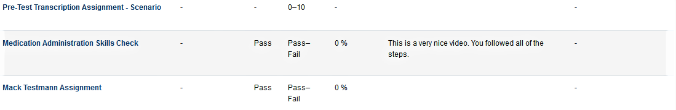 Pre-Test Transcription Assignment - Scenario - - 0–10 - -
Medication Administration Skills Check - Pass Pass– 0 % This is a very nice video. You followed all of the -
Fail steps.
Mack Testmann Assignment - Pass Pass– 0 % -
Fail